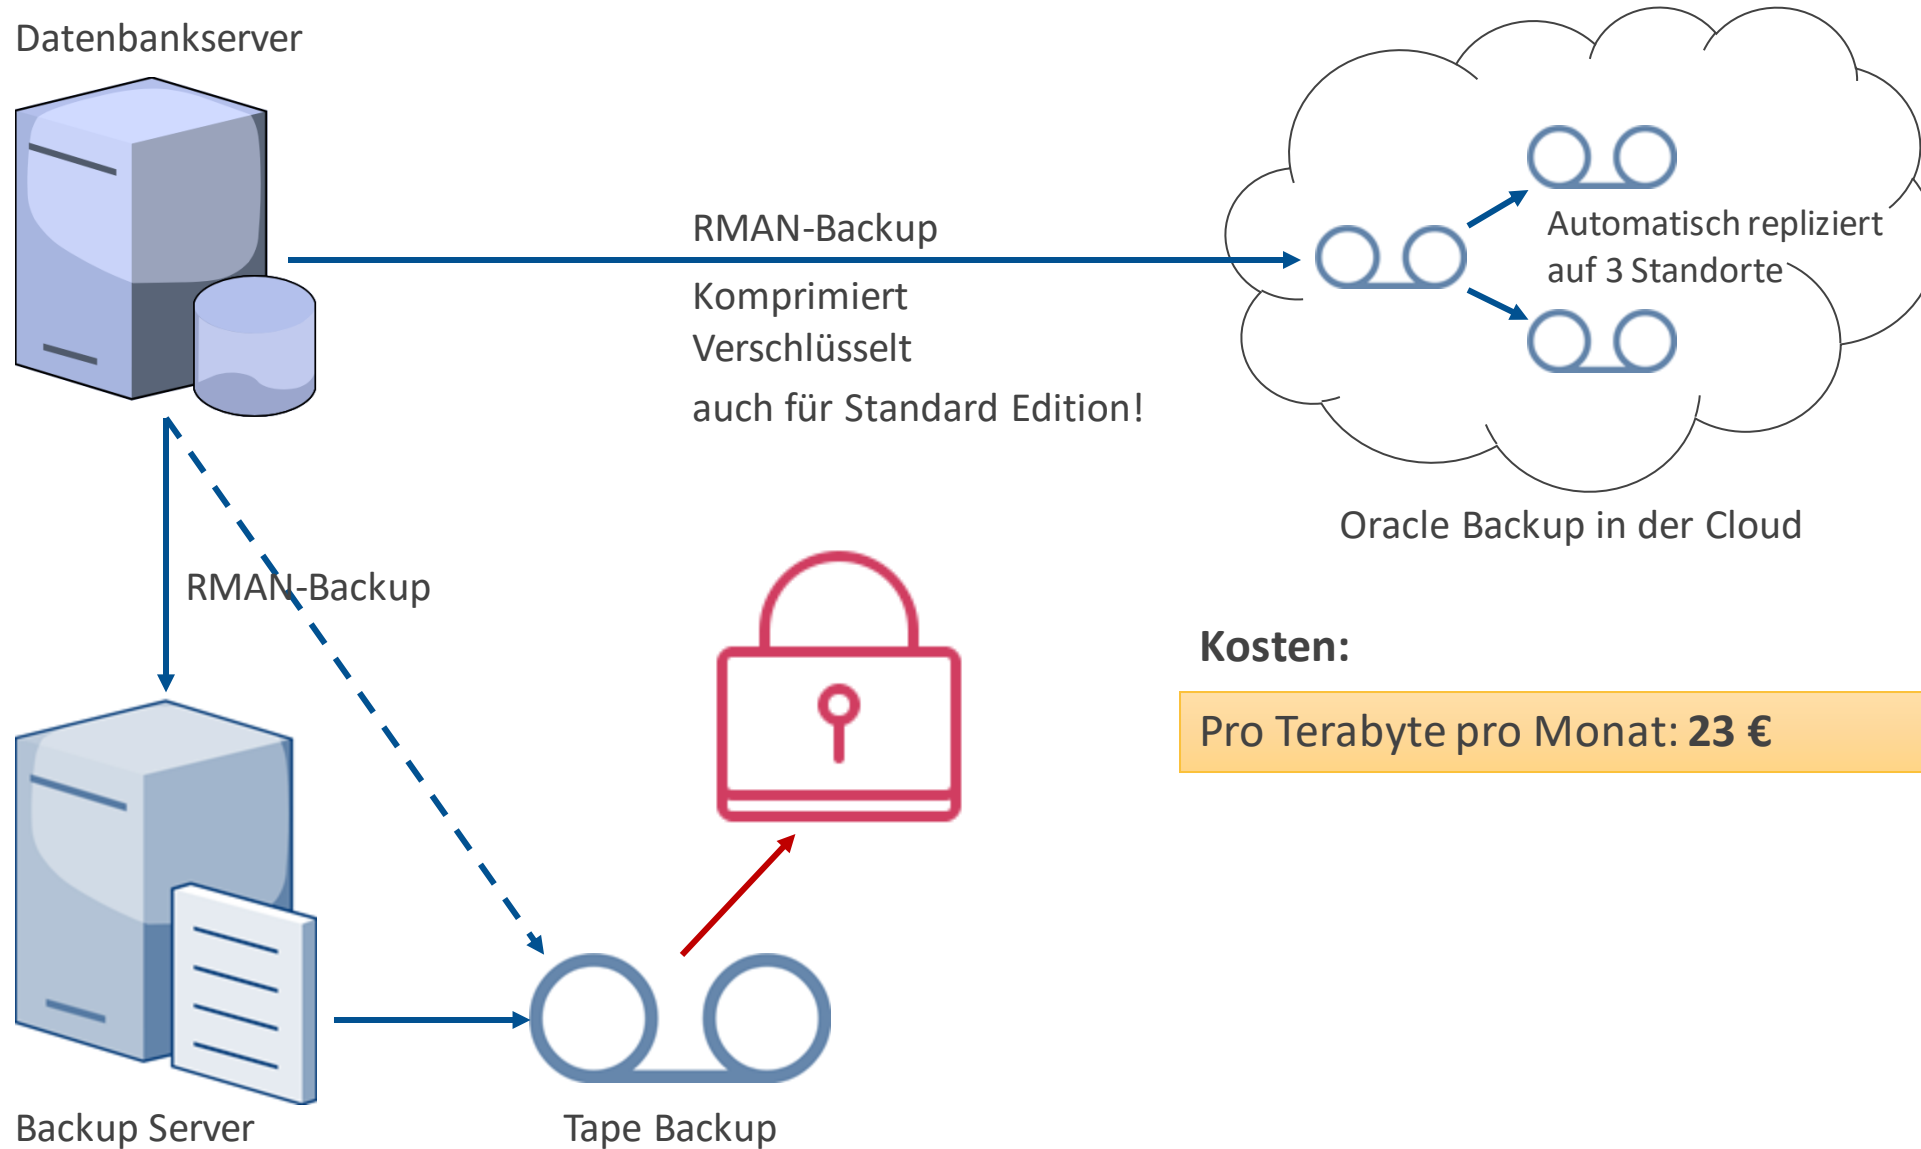 Datenbankserver
RMAN-Backup
Komprimiert
Verschlüsselt
auch für Standard Edition!
Automatisch repliziert
auf 3 Standorte
Oracle Backup in der Cloud
RMAN-Backup
Kosten:
Pro Terabyte pro Monat: 23 €
Backup Server
Tape Backup